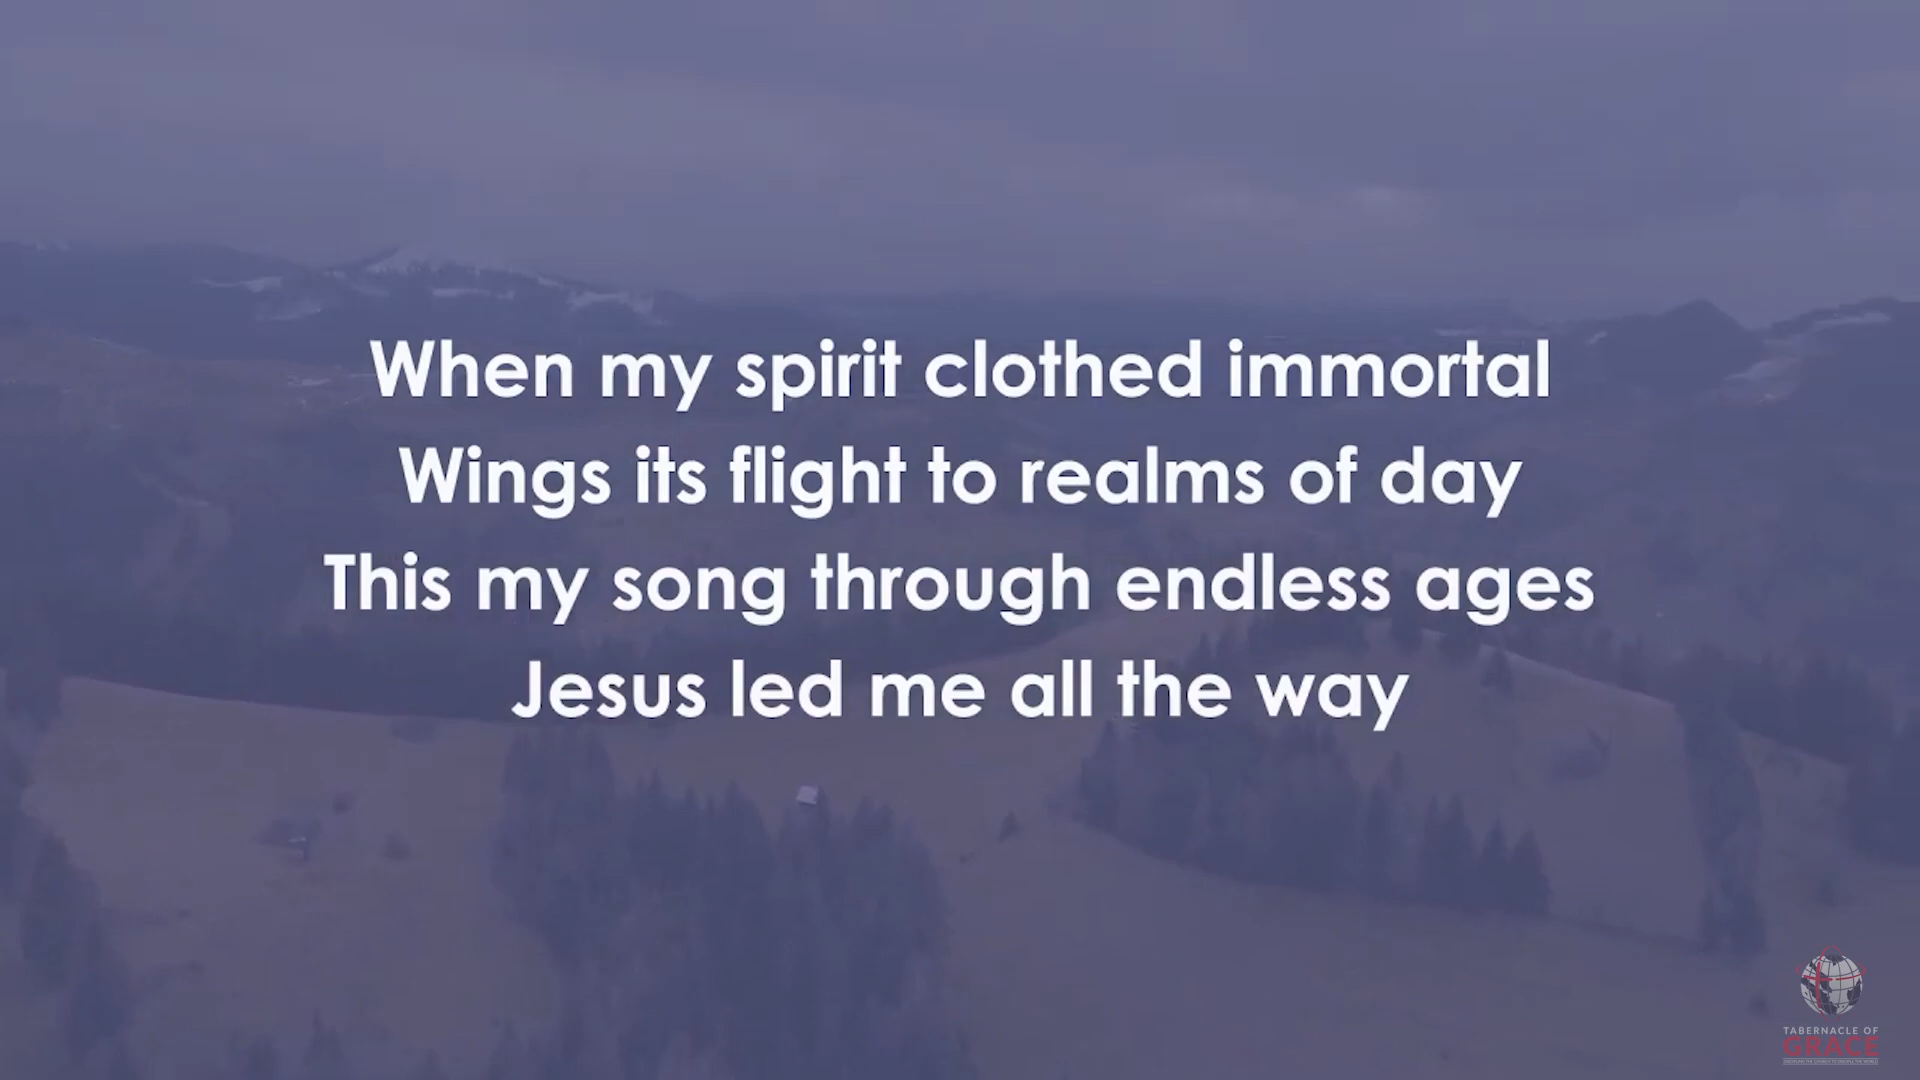 When my spirit clothed immortal
Wings its flight to realms of day
This my song through endless ages
Jesus led me all the way
TABERNACLE OF
GRACE